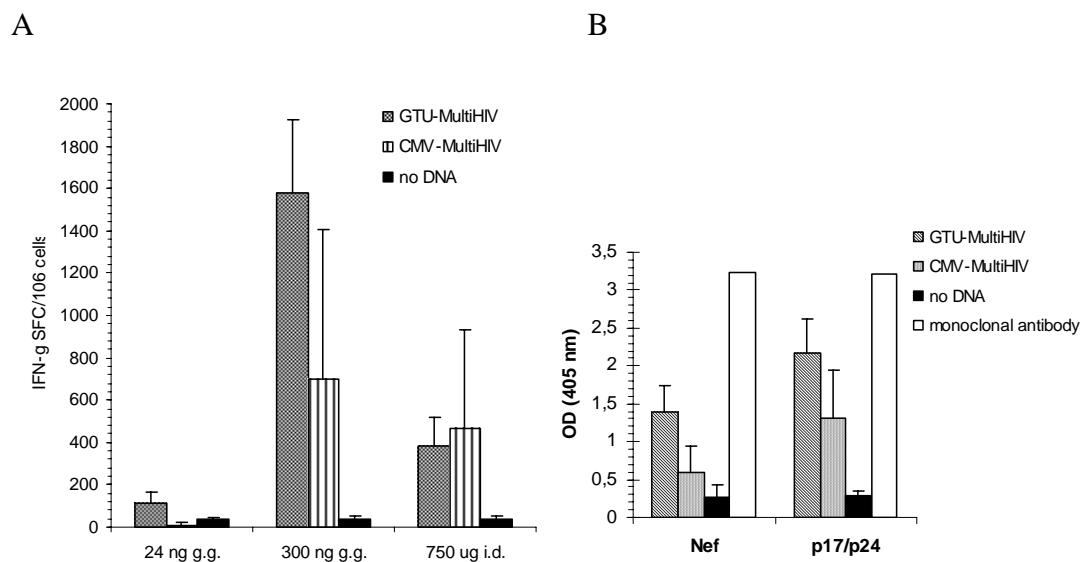 A
B
IFN-g SFC/106 cells
2000
1800
1600
1400
1200
1000
800
600
400
200
0
GTU-MultiHIV
CMV-MultiHIV
no DNA
24 ng g.g.
300 ng g.g.
750 ug i.d.
OD (405 nm)
3,5
3
2,5
2
1,5
1
0,5
0
GTU-MultiHIV
CMV-MultiHIV
no DNA
monoclonal antibody
Nef
p17/p24